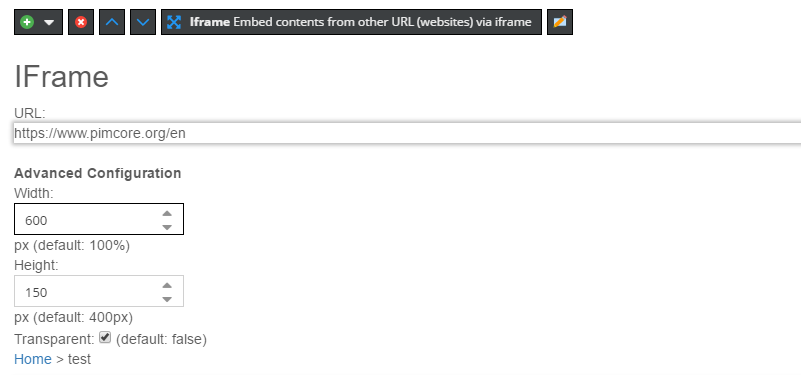 Iframe Embed contents from other URL (websites) via iframe
IFrame
URL:
https://www.pimcore.org/en
Advanced Configuration
Width:
600
px (default: 100%)
Height:
150
px (default: 400px)
Transparent: (default: false)
Home > test